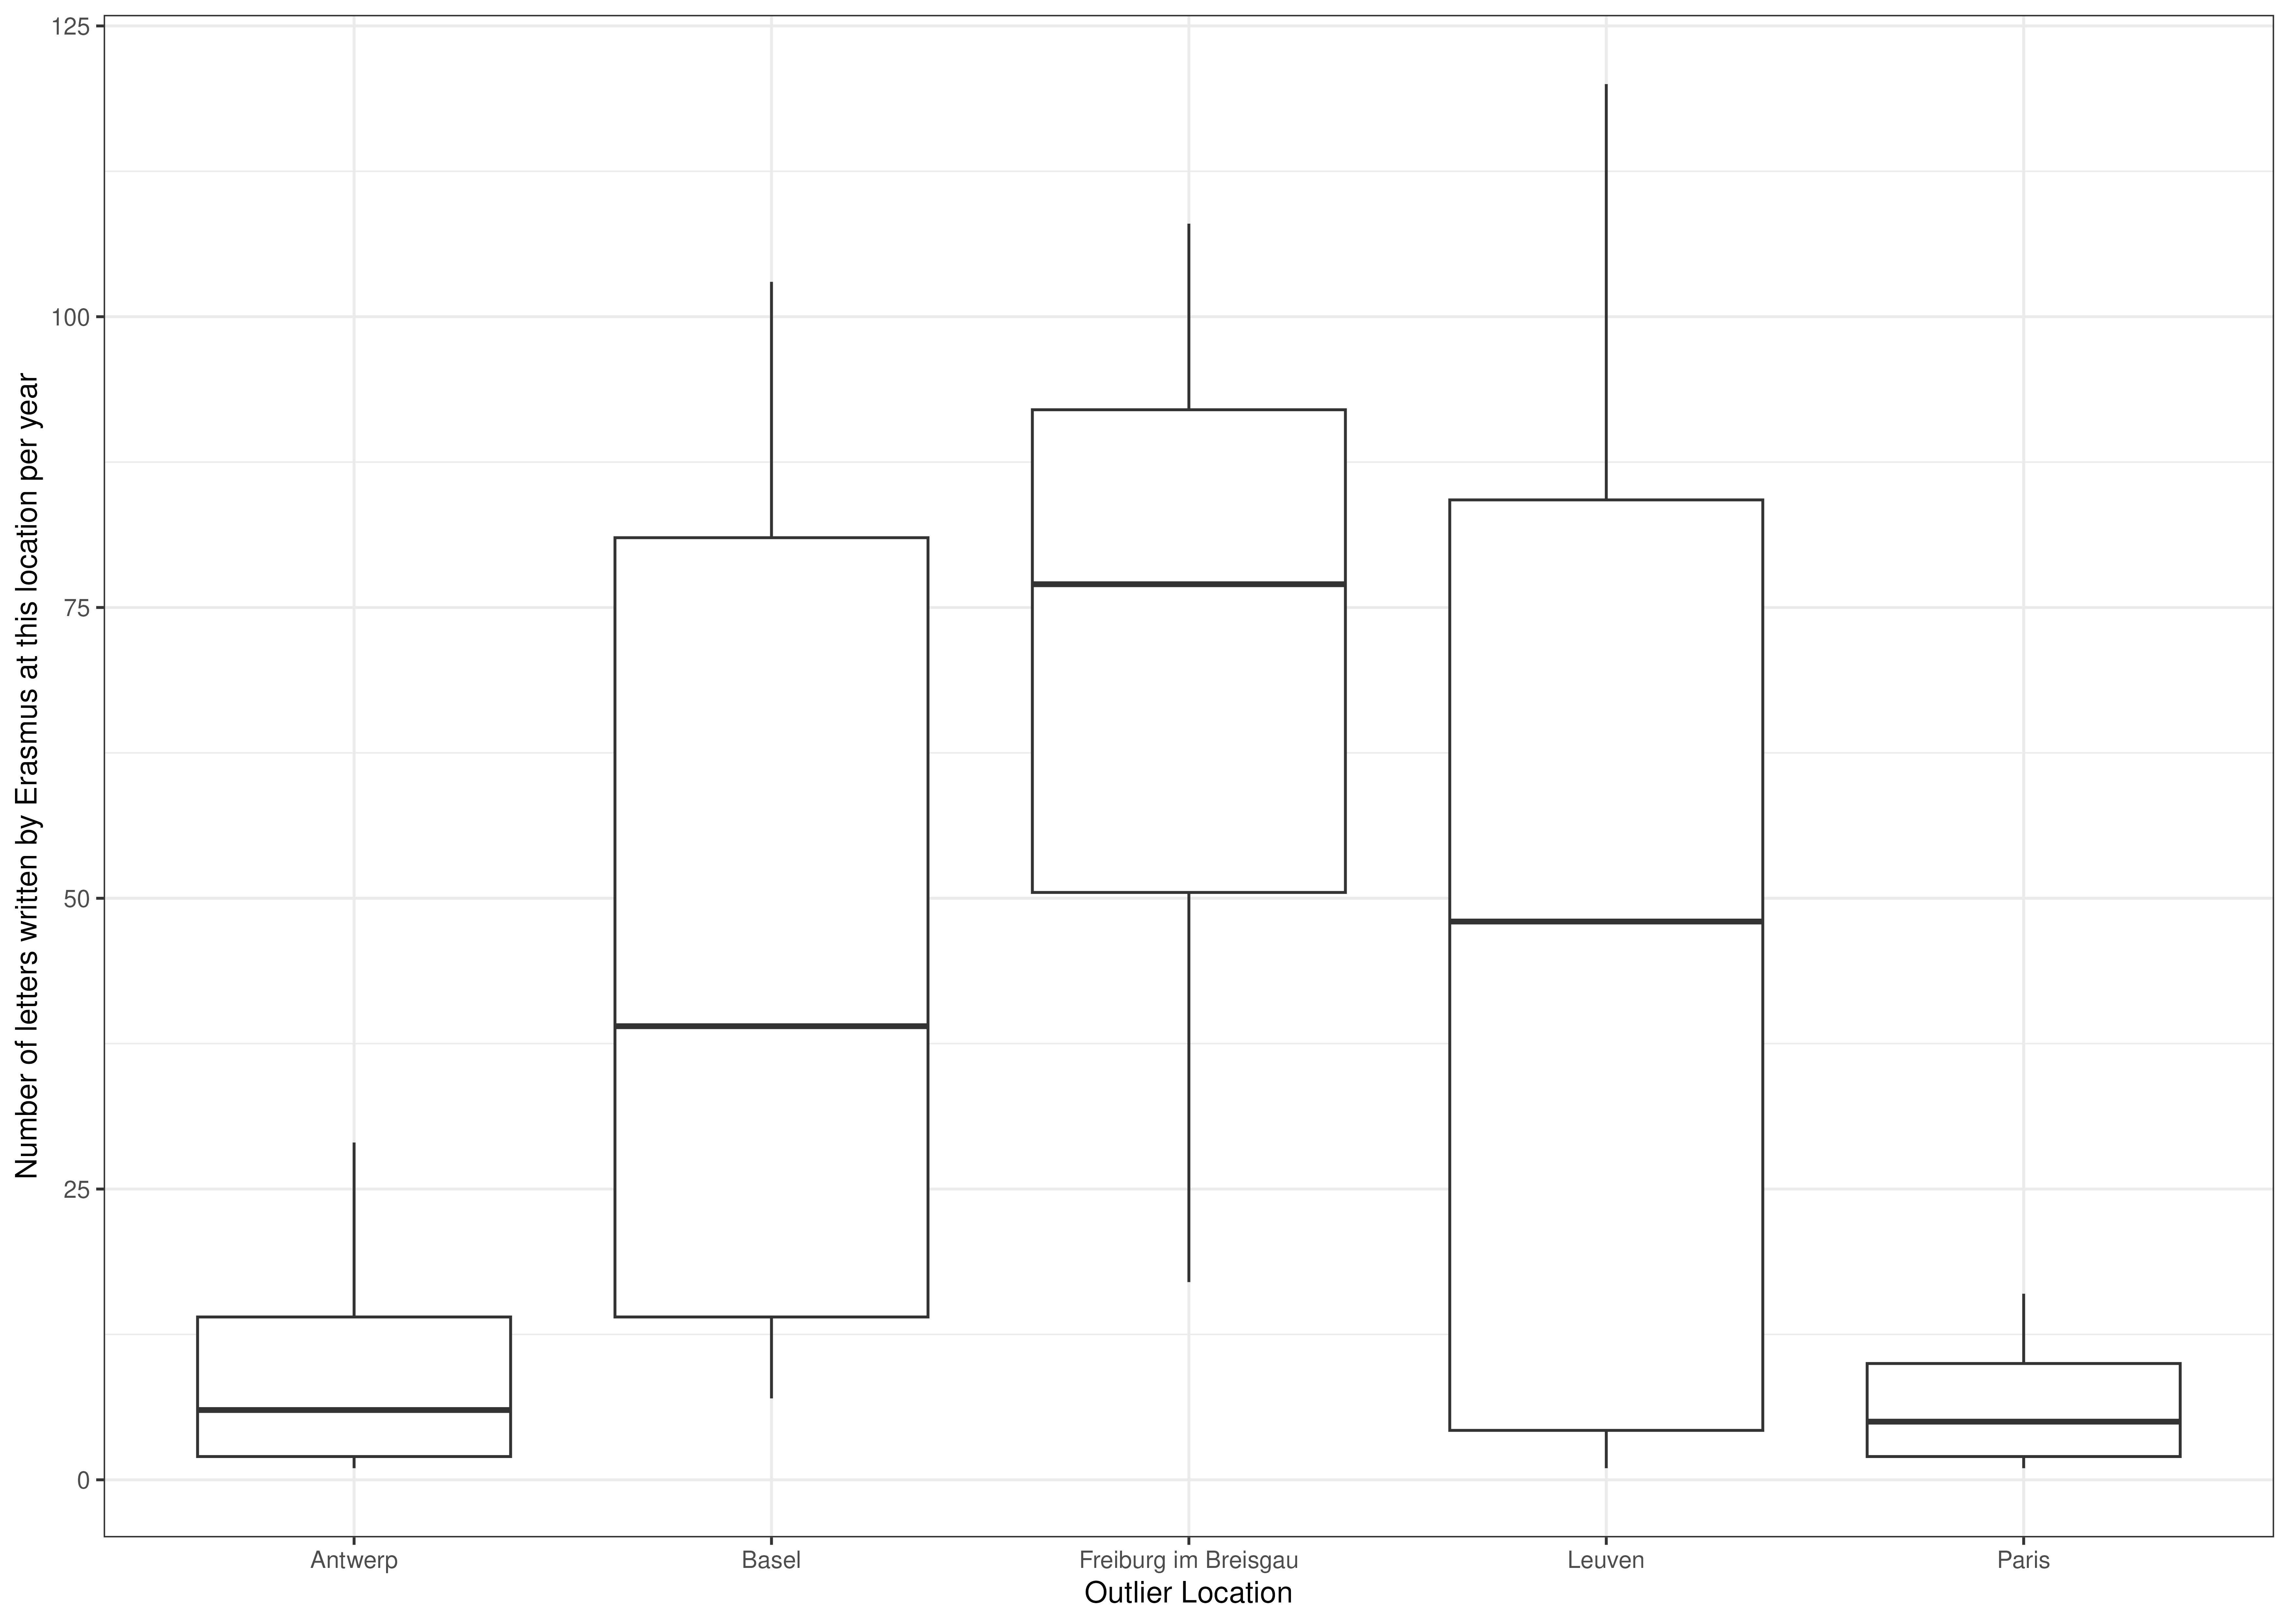 Number of letters written by Erasmus at this location per year
125
100
75
50
25
0
Antwerp
Basel
Freiburg im Breisgau
Leuven
Paris
Outlier Location